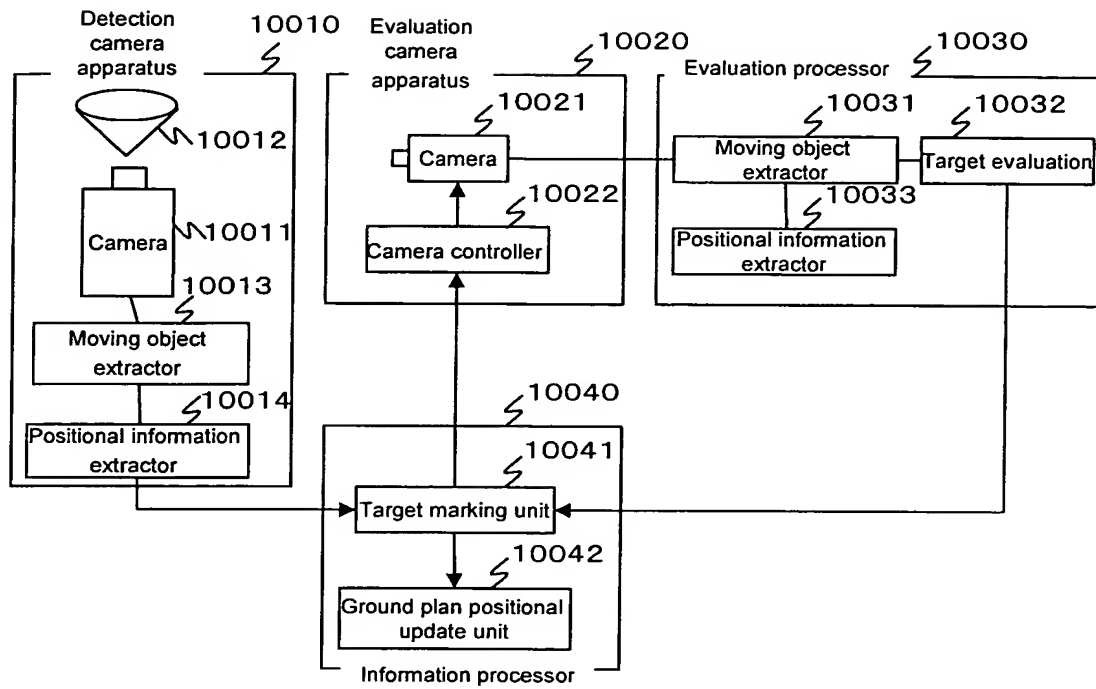 Detection
camera
apparatus
10010
10012
Camera
10011
10013
Moving object
extractor
10014
Positional information
extractor
Evaluation
camera
apparatus
10020
10021
Camera
10022
Camera controller
10030
Evaluation processor
10031
10032
Moving object
extractor
Target evaluation
10033
Positional information
extractor
10040
10041
Target marking unit
10042
Ground plan positional
update unit
Information processor